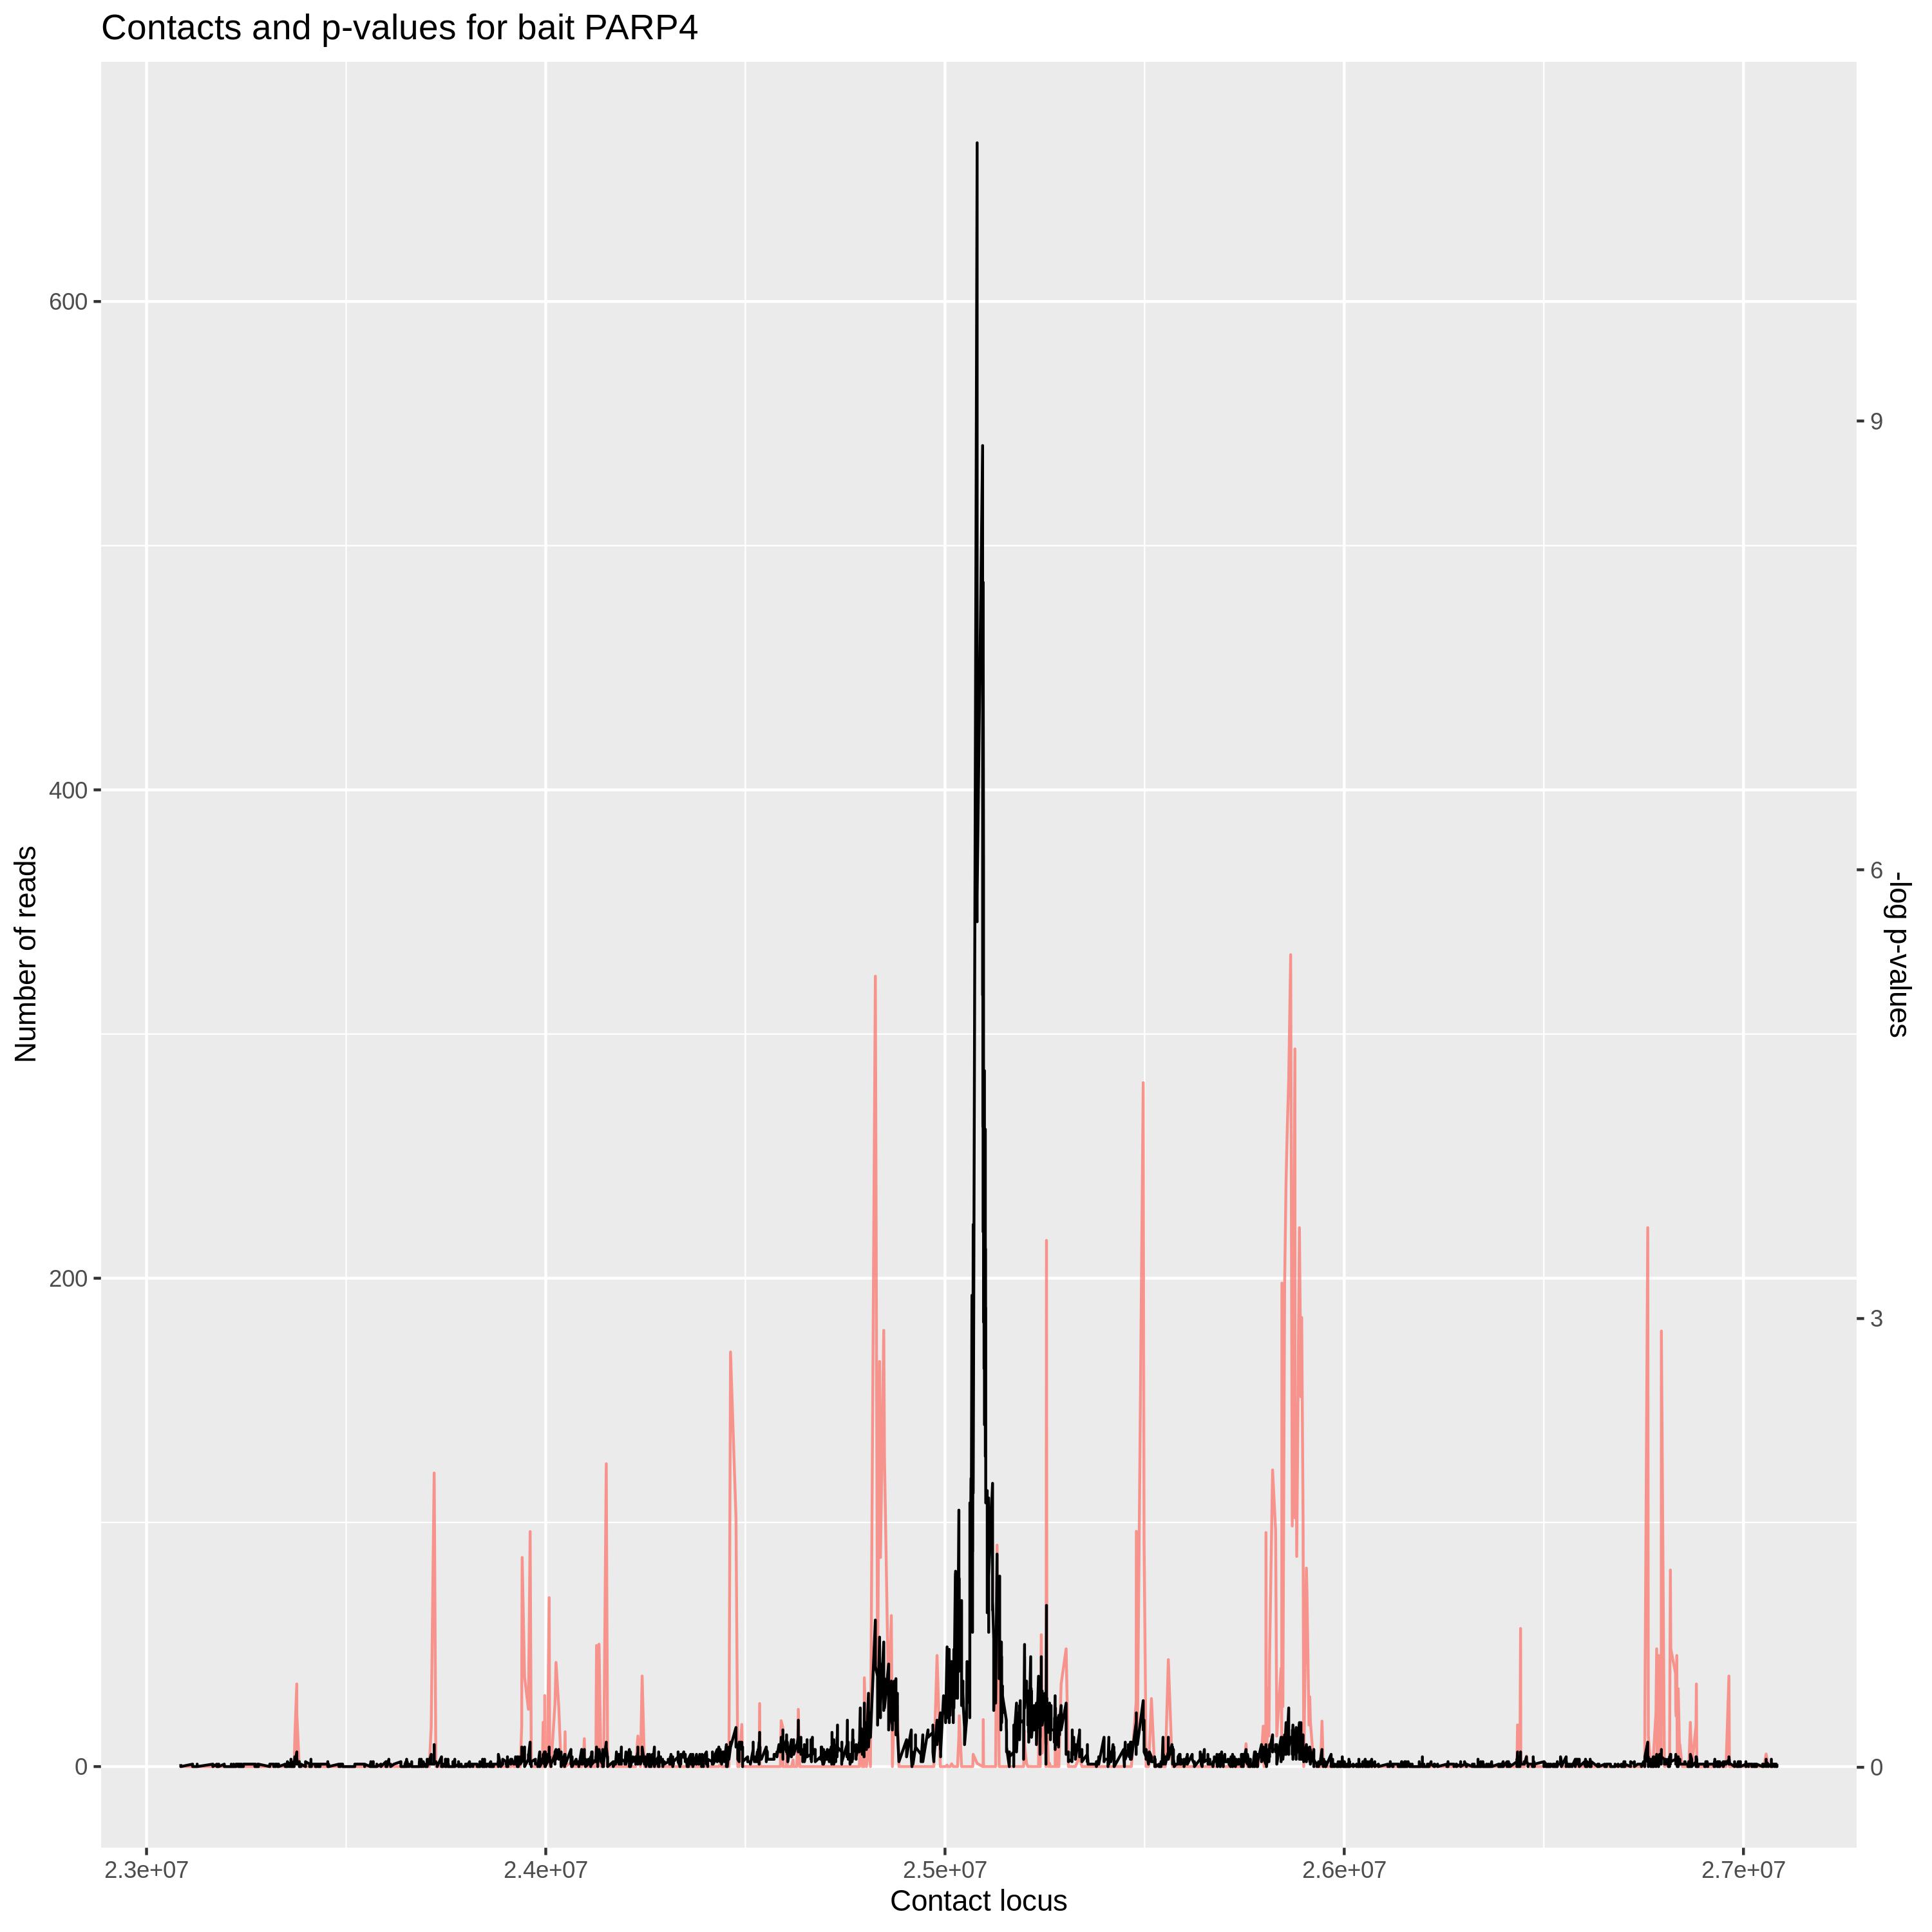 Contacts and p-values for bait PARP4
600
400
200
0
Number of reads
9
6
3
0
-log p-values
2.3e+07
2.4e+07
2.5e+07
2.6e+07
2.7e+07
Contact locus